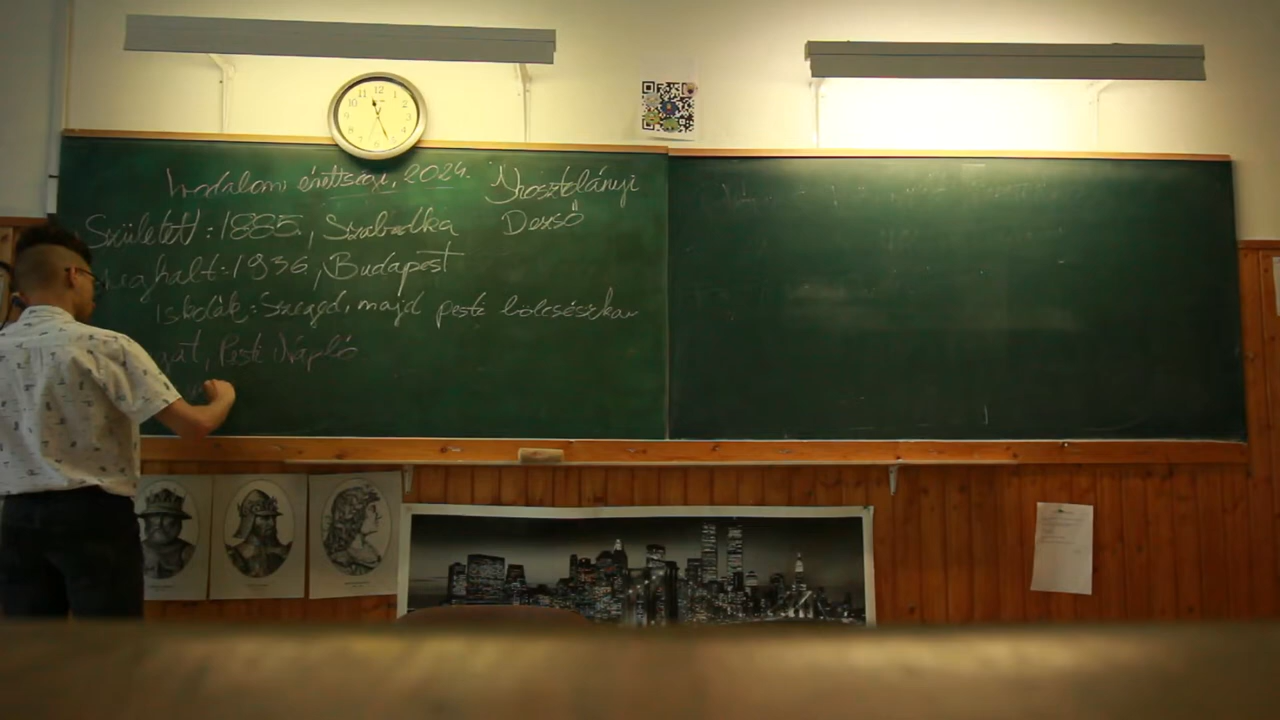 Irodalom érettségi, 2024. Kosztolányi
Született: 1885, Szabadka Dezső
Meghalt: 1936, Budapest
Iskolák: Szeged, majd pesti bölcsészkar
Pesti Napló